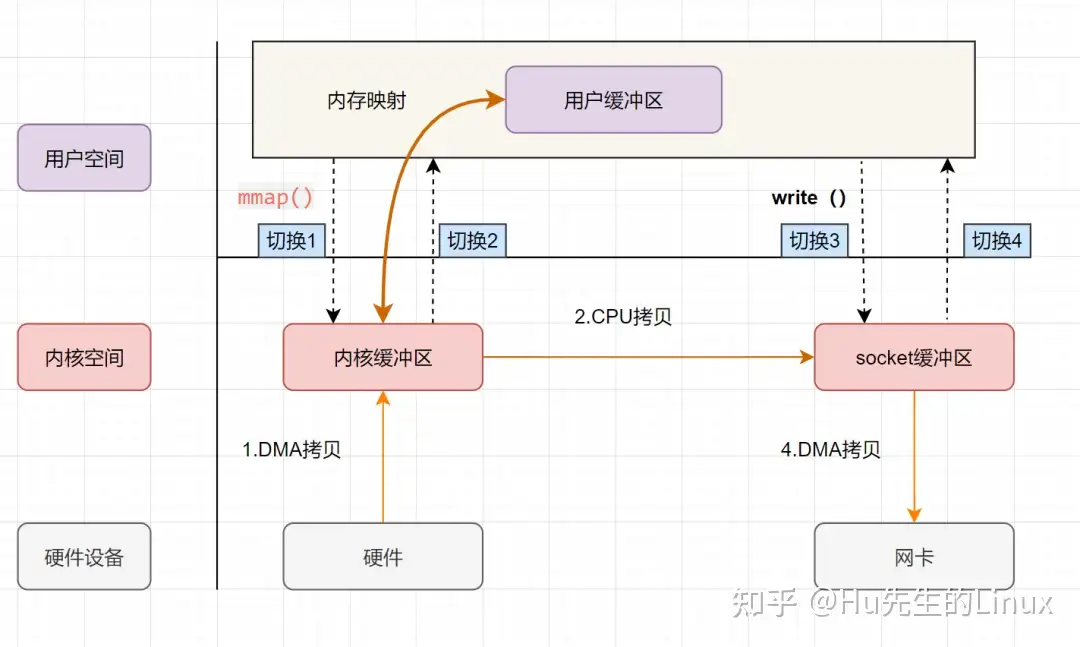 内存映射
用户缓冲区
用户空间
mmap()
write（）
切换1
切换2
切换3
切换4
2.CPU拷贝
内核空间
内核缓冲区
socket缓冲区
1.DMA拷贝
4.DMA拷贝
硬件设备
硬件
网卡
知乎 @Hu先生的Linux